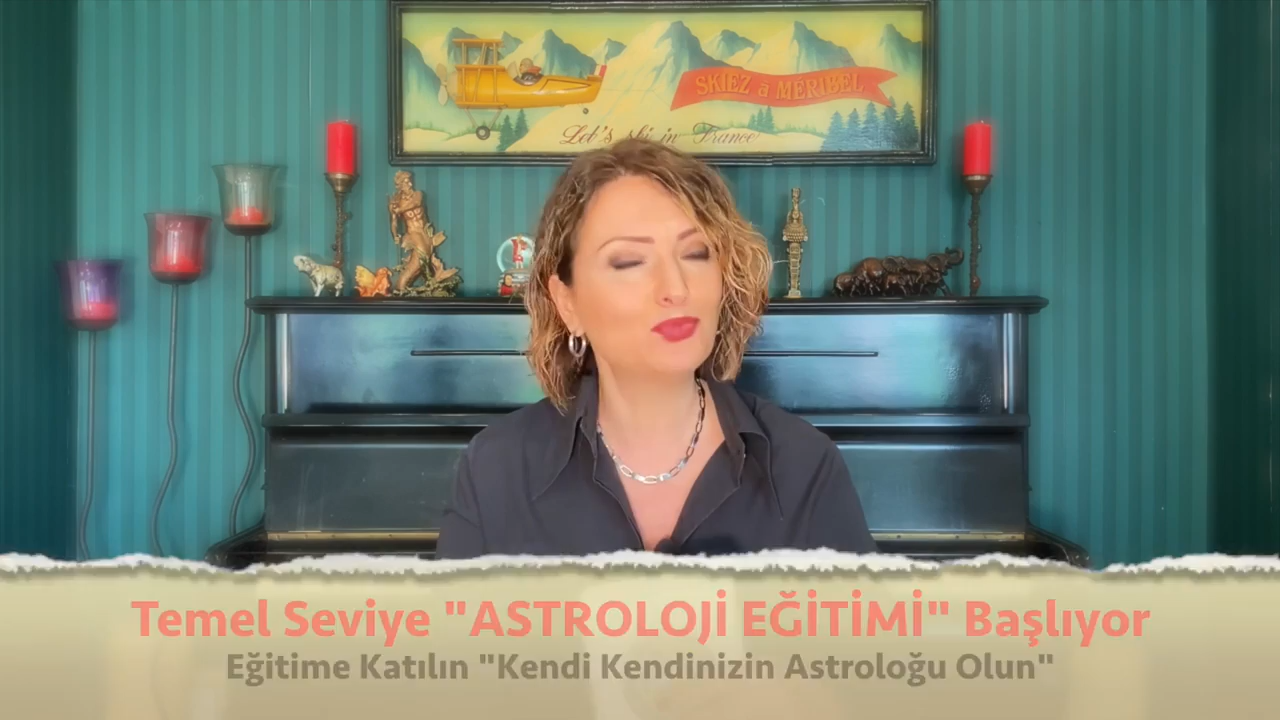 SKIEZ à MERIBEL
Let's ski in France!
Temel Seviye "ASTROLOJİ EĞİTİMİ" Başlıyor
Eğitime Katılın "Kendi Kendinizin Astroloğu Olun"